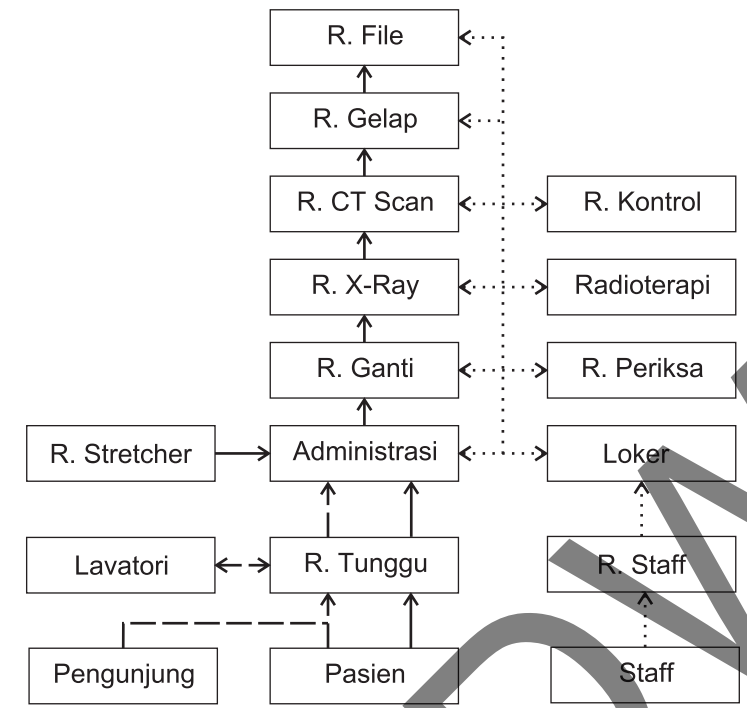 R. File
R. Gelap
R. CT Scan
R. Kontrol
R. X-Ray
Radioterapi
R. Ganti
R. Periksa
R. Stretcher
Administrasi
Loker
Lavatori
R. Tunggu
R. Staff
Pengunjung
Pasien
Staff